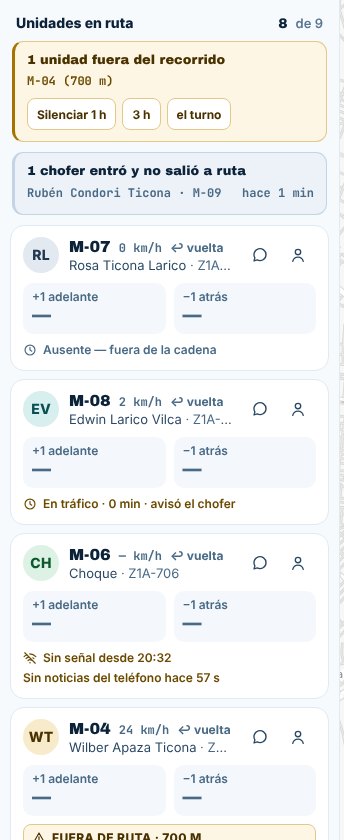 Unidades en ruta 8 de 9
1 unidad fuera del recorrido
M-04 (700 m)
Silenciar 1 h 3 h el turno
1 chofer entró y no salió a ruta
Rubén Condori Ticona · M-09 hace 1 min
RL M-07 0 km/h ↩ vuelta
Rosa Ticona Larico · Z1A...
+1 adelante −1 atrás
— —
Ausente — fuera de la cadena
EV M-08 2 km/h ↩ vuelta
Edwin Larico Vilca · Z1A-...
+1 adelante −1 atrás
— —
En tráfico · 0 min · avisó el chofer
CH M-06 — km/h ↩ vuelta
Choque · Z1A-706
+1 adelante −1 atrás
— —
Sin señal desde 20:32
Sin noticias del teléfono hace 57 s
WT M-04 24 km/h ↩ vuelta
Wilber Apaza Ticona · Z...
+1 adelante −1 atrás
— —
FUERA DE RUTA · 700 M